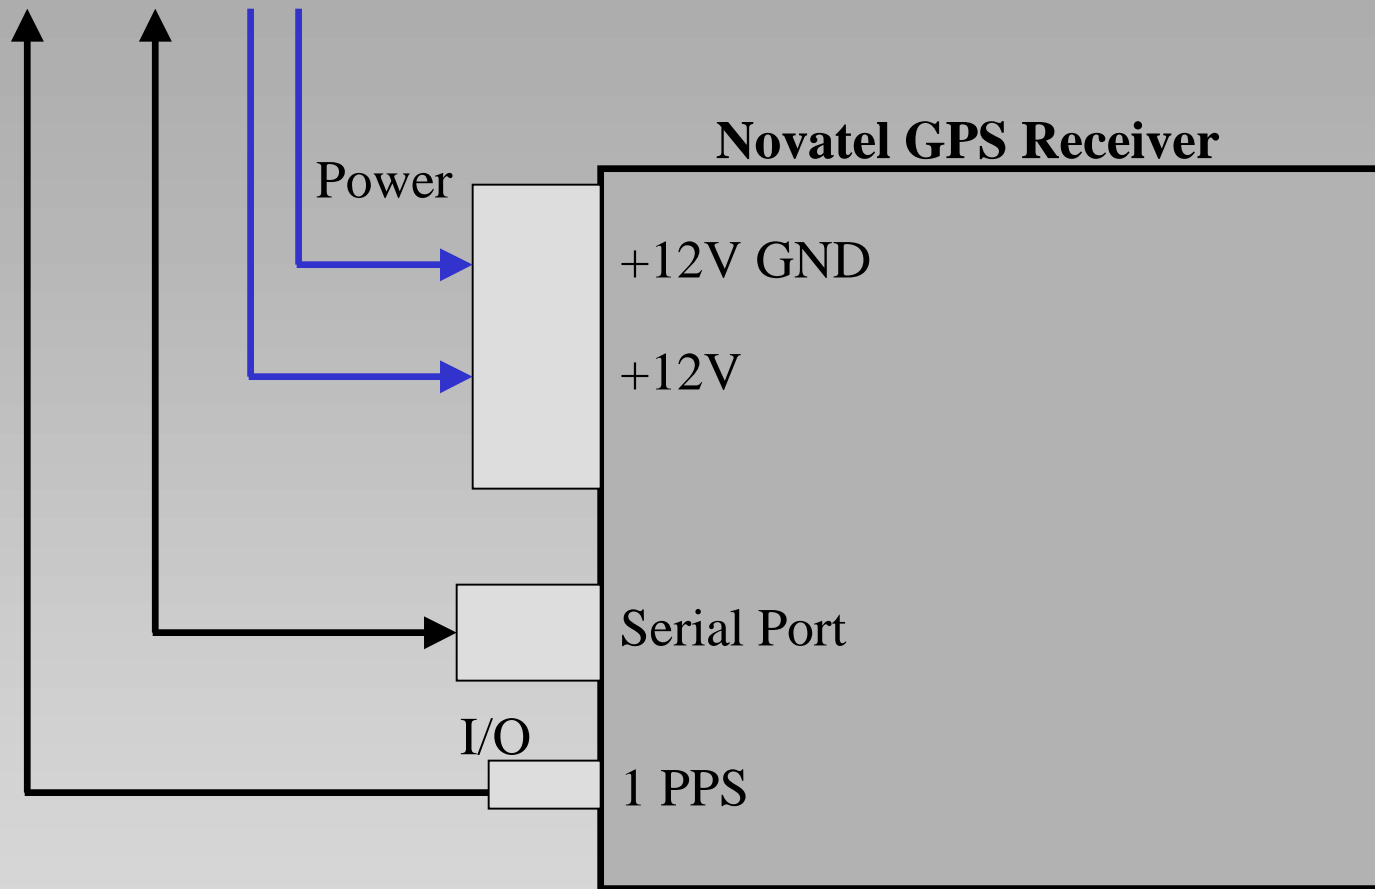 Novatel GPS Receiver
Power
+12V GND
+12V
Serial Port
I/O
1 PPS